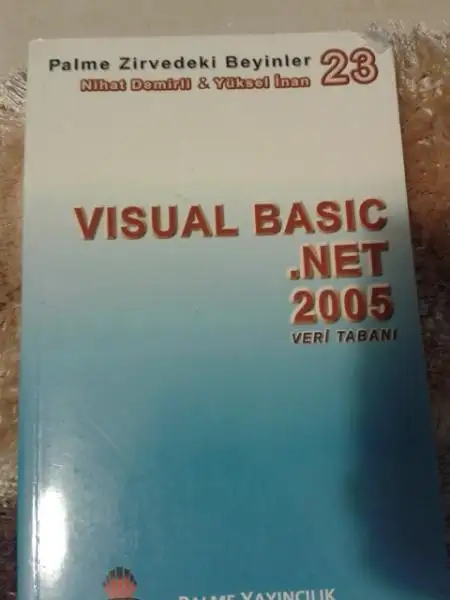 Palme Zirvedeki Beyinler 23
Nihat Demirli & Yüksel İnan
VISUAL BASIC
.NET
2005
VERİ TABANI
PALME YAYINCILIK